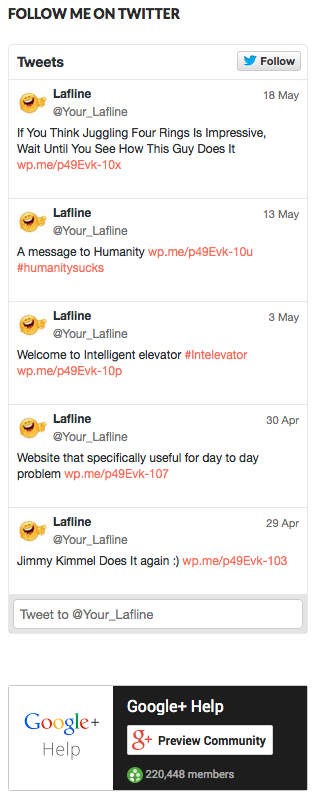 FOLLOW ME ON TWITTER
Tweets
Follow
Lafline
18 May
@Your_Lafline
If You Think Juggling Four Rings Is Impressive,
Wait Until You See How This Guy Does It
wp.me/p49Evk-10x
Lafline
13 May
@Your_Lafline
A message to Humanity wp.me/p49Evk-10u
#humanitysucks
Lafline
3 May
@Your_Lafline
Welcome to Intelligent elevator #Intelevator
wp.me/p49Evk-10p
Lafline
30 Apr
@Your_Lafline
Website that specifically useful for day to day
problem wp.me/p49Evk-107
Lafline
29 Apr
@Your_Lafline
Jimmy Kimmel Does It again :) wp.me/p49Evk-103
Tweet to @Your_Lafline
Google+
Help
Google+ Help
g+ Preview Community
220,448 members